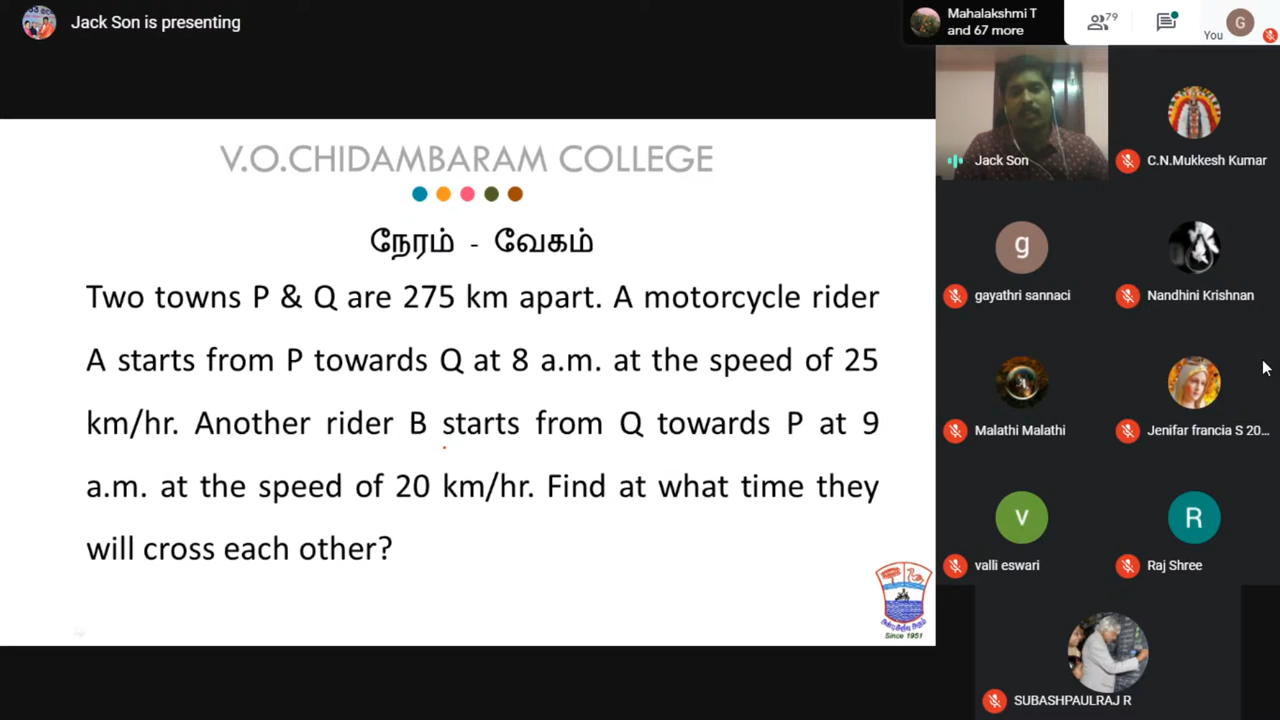 Jack Son is presenting
Mahalakshmi T
and 67 more
79
You
G
V.O.CHIDAMBARAM COLLEGE
நேரம் - வேகம்
Two towns P & Q are 275 km apart. A motorcycle rider
A starts from P towards Q at 8 a.m. at the speed of 25
km/hr. Another rider B starts from Q towards P at 9
a.m. at the speed of 20 km/hr. Find at what time they
will cross each other?
Since 1951
Jack Son
C.N.Mukkesh Kumar
g
gayathri sannaci
Nandhini Krishnan
Malathi Malathi
Jenifar francia S 20...
v
valli eswari
R
Raj Shree
SUBASHPAULRAJ R